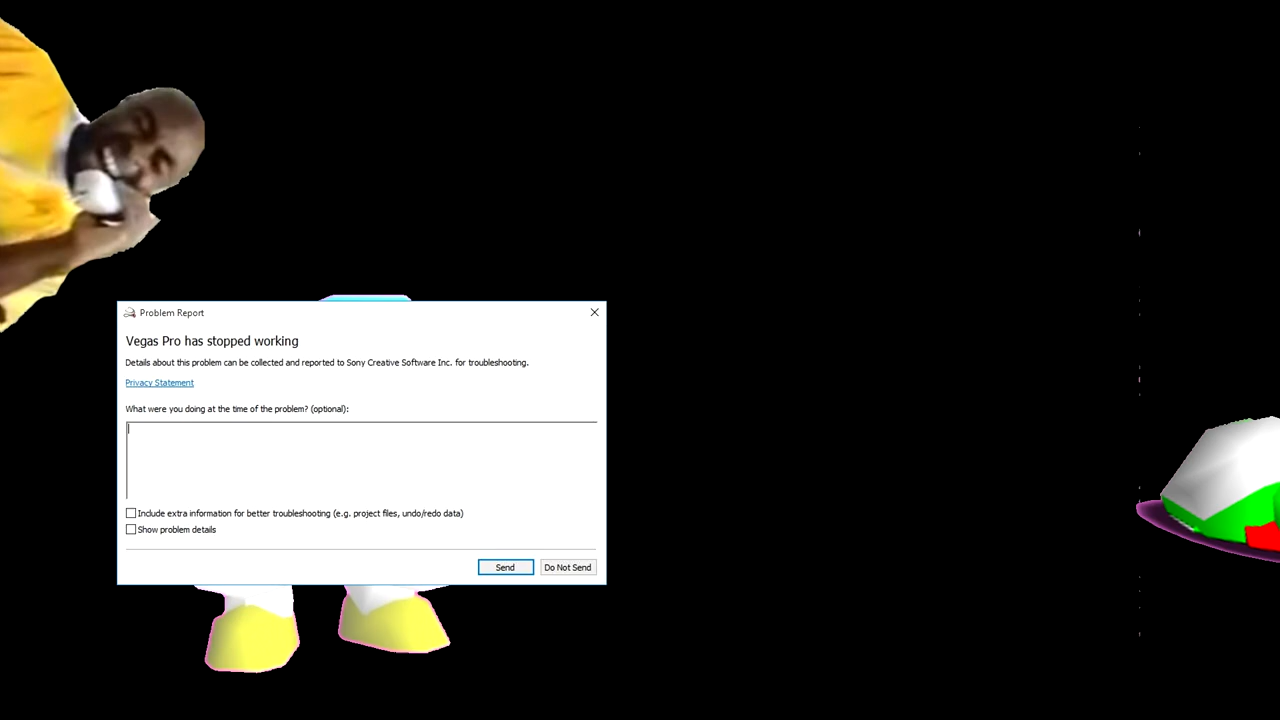 Problem Report
Vegas Pro has stopped working
Details about this problem can be collected and reported to Sony Creative Software Inc. for troubleshooting.
Privacy Statement
What were you doing at the time of the problem? (optional):
Include extra information for better troubleshooting (e.g. project files, undo/redo data)
Show problem details
Send
Do Not Send